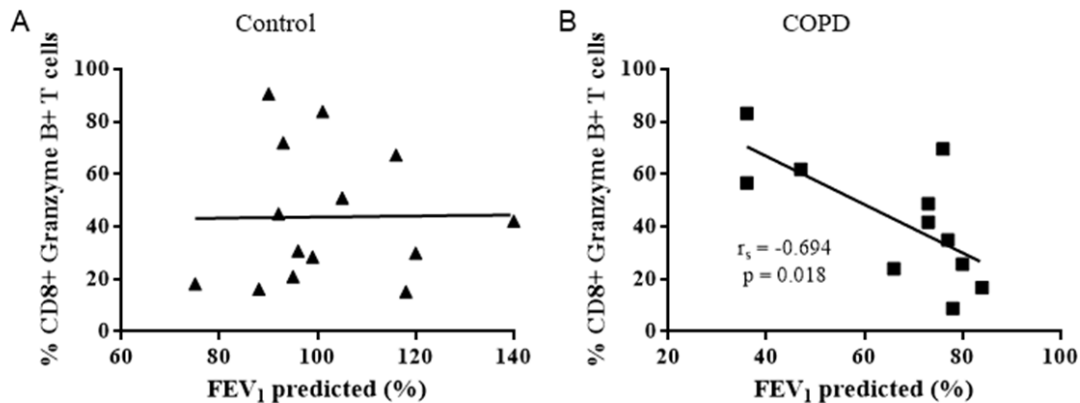 A
Control
% CD8+ Granzyme B+ T cells
100
80
60
40
20
0
60
80
100
120
140
FEV₁ predicted (%)
B
COPD
% CD8+ Granzyme B+ T cells
100
80
60
40
20
0
rₛ = -0.694
p = 0.018
20
40
60
80
100
FEV₁ predicted (%)